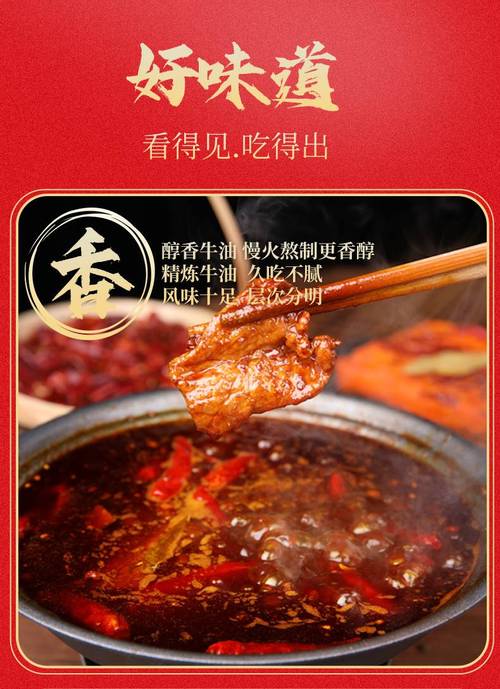 好味道
看得见.吃得出
香
醇香牛油 慢火熬制更香醇
精炼牛油 久吃不腻
风味十足 层次分明